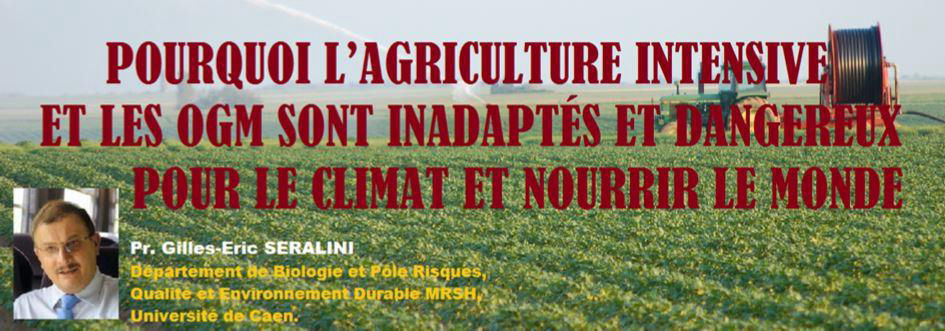 POURQUOI L'AGRICULTURE INTENSIVE
ET LES OGM SONT INADAPTÉS ET DANGEREUX
POUR LE CLIMAT ET NOURRIR LE MONDE
Pr. Gilles-Eric SERALINI
Département de Biologie et Pôle Risques,
Qualité et Environnement Durable MRSH,
Université de Caen.